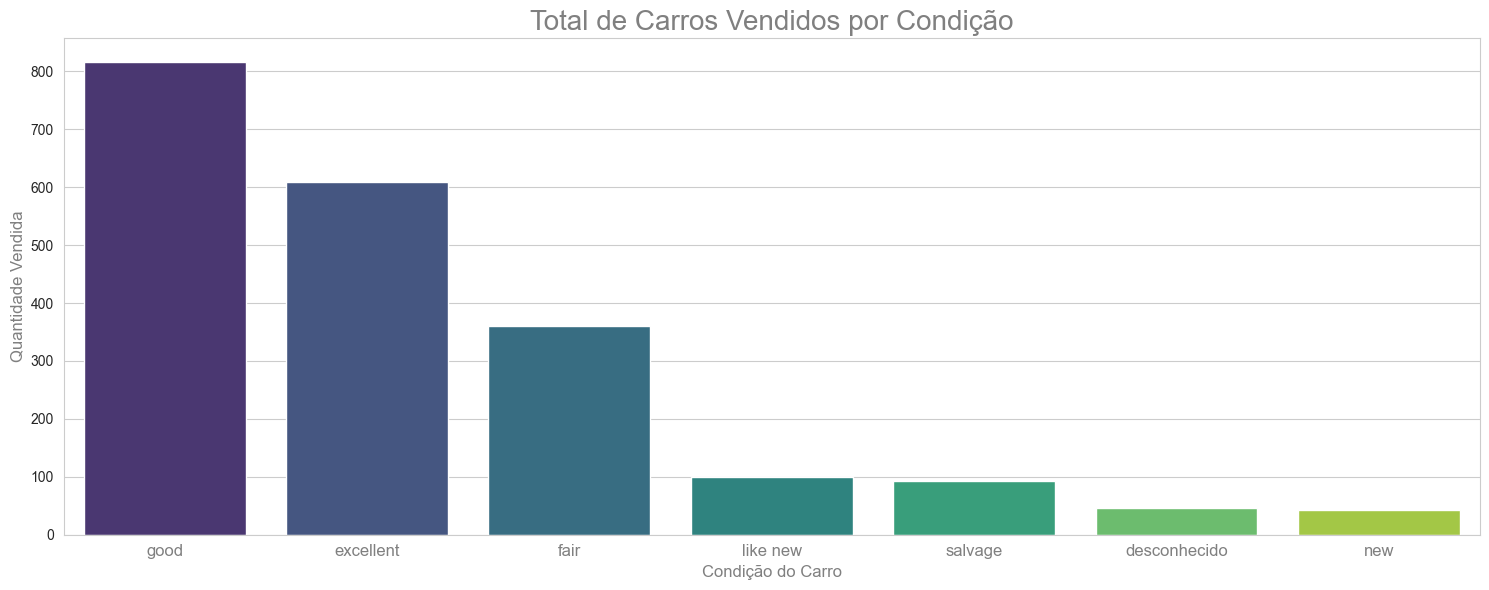 Total de Carros Vendidos por Condição
Quantidade Vendida
800
700
600
500
400
300
200
100
0
good excellent fair like new salvage desconhecido new
Condição do Carro